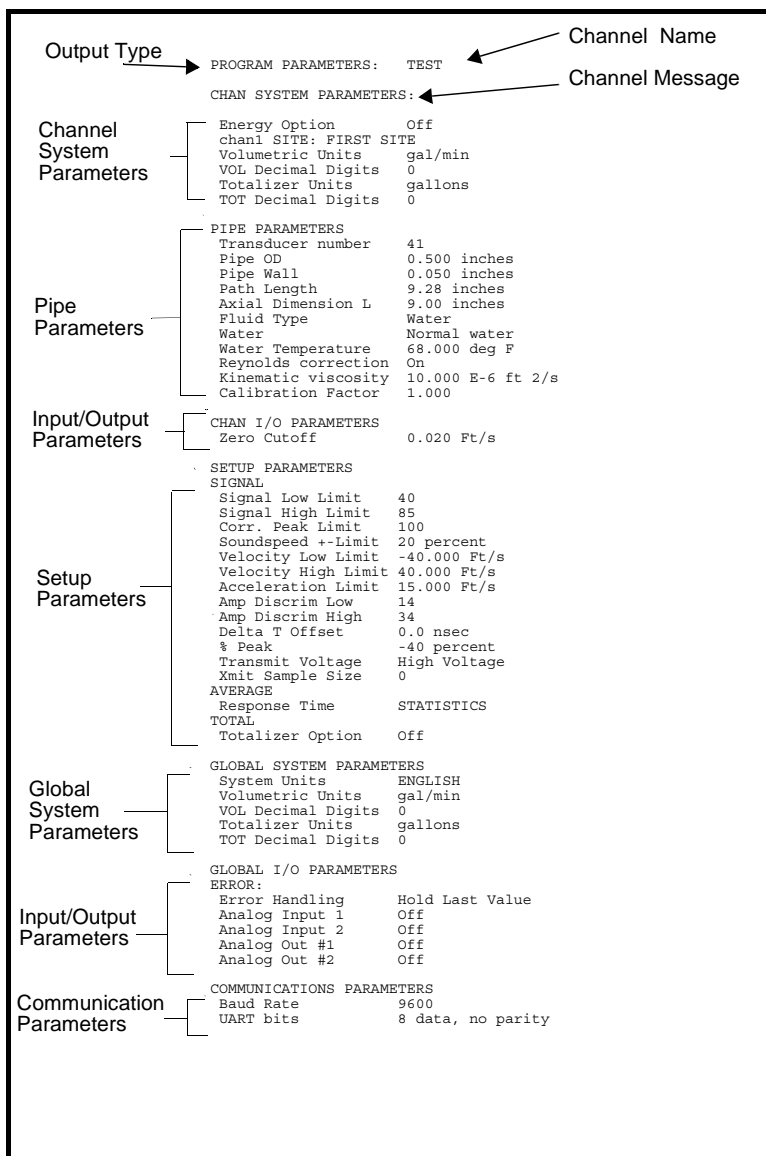 Output Type
Channel Name
PROGRAM PARAMETERS: TEST
Channel Message
CHAN SYSTEM PARAMETERS:
Channel
System
Parameters
Energy Option Off
chan1 SITE: FIRST SITE
Volumetric Units gal/min
VOL Decimal Digits 0
Totalizer Units gallons
TOT Decimal Digits 0
Pipe
Parameters
PIPE PARAMETERS
Transducer number 41
Pipe OD 0.500 inches
Pipe Wall 0.050 inches
Path Length 9.28 inches
Axial Dimension L 9.00 inches
Fluid Type Water
Water Normal water
Water Temperature 68.000 deg F
Reynolds correction On
Kinematic viscosity 10.000 E-6 ft 2/s
Calibration Factor 1.000
Input/Output
Parameters
CHAN I/O PARAMETERS
Zero Cutoff 0.020 Ft/s
Setup
Parameters
SETUP PARAMETERS
SIGNAL
Signal Low Limit 40
Signal High Limit 85
Corr. Peak Limit 100
Soundspeed +-Limit 20 percent
Velocity Low Limit -40.000 Ft/s
Velocity High Limit 40.000 Ft/s
Acceleration Limit 15.000 Ft/s
Amp Discrim Low 14
Amp Discrim High 34
Delta T Offset 0.0 nsec
% Peak -40 percent
Transmit Voltage High Voltage
Xmit Sample Size 0
AVERAGE
Response Time STATISTICS
TOTAL
Totalizer Option Off
Global
System
Parameters
GLOBAL SYSTEM PARAMETERS
System Units ENGLISH
Volumetric Units gal/min
VOL Decimal Digits 0
Totalizer Units gallons
TOT Decimal Digits 0
Input/Output
Parameters
GLOBAL I/O PARAMETERS
ERROR:
Error Handling Hold Last Value
Analog Input 1 Off
Analog Input 2 Off
Analog Out #1 Off
Analog Out #2 Off
Communication
Parameters
COMMUNICATIONS PARAMETERS
Baud Rate 9600
UART bits 8 data, no parity